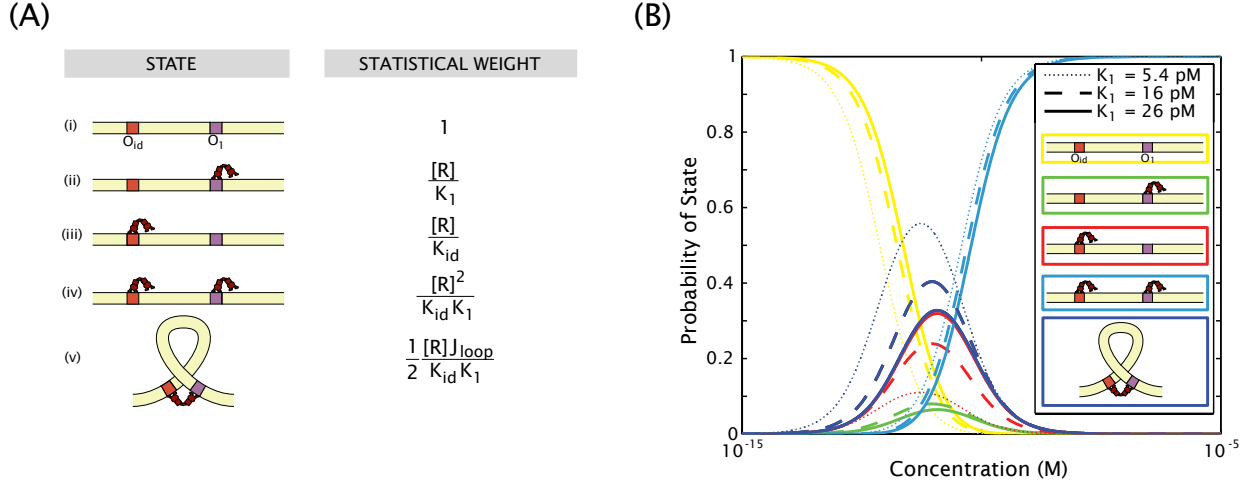 (A)
STATE
STATISTICAL WEIGHT
(i)
O_id
O_1
1
(ii)
[R]
K_1
(iii)
[R]
K_id
(iv)
[R]^2
K_id K_1
(v)
1 [R]J_loop
2 K_id K_1
(B)
Probability of State
1
0.8
0.6
0.4
0.2
0
10^-15
10^-5
Concentration (M)
K_1 = 5.4 pM
K_1 = 16 pM
K_1 = 26 pM
O_id
O_1